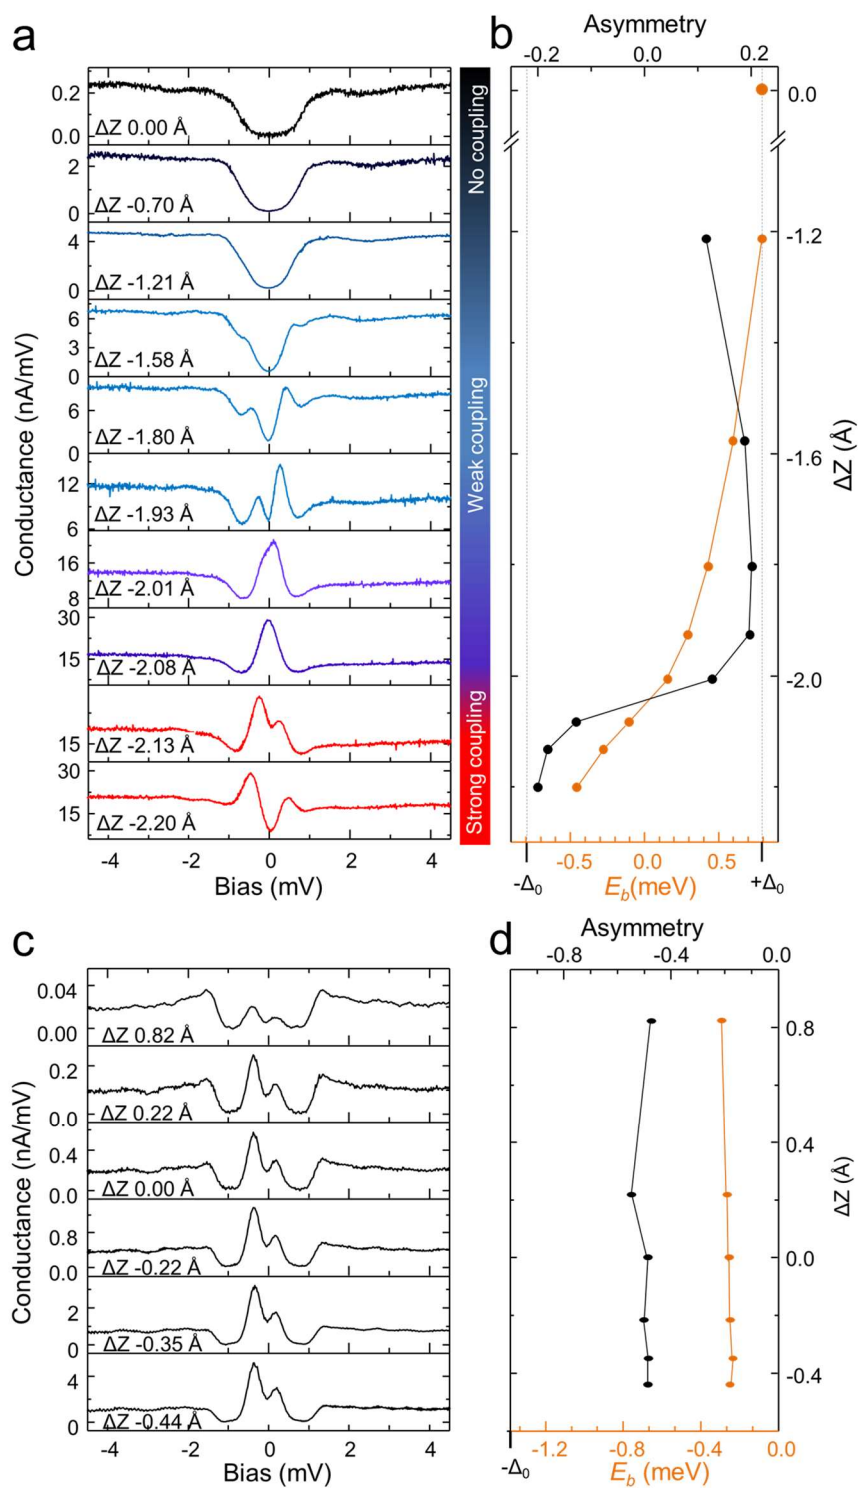 a
b
Asymmetry
-0.2 0.0 0.2
0.2
0.0
ΔZ 0.00 Å
2
0
ΔZ -0.70 Å
4
0
ΔZ -1.21 Å
6
3
0
ΔZ -1.58 Å
6
0
ΔZ -1.80 Å
12
6
ΔZ -1.93 Å
16
8
ΔZ -2.01 Å
30
15
ΔZ -2.08 Å
15
ΔZ -2.13 Å
30
15
ΔZ -2.20 Å
-4 -2 0 2 4
Bias (mV)
Conductance (nA/mV)
No coupling
Weak coupling
Strong coupling
0.0
-1.2
-1.6
-2.0
ΔZ (Å)
-0.5 0.0 0.5
-Δ₀ E_b(meV) +Δ₀
c
d
Asymmetry
-0.8 -0.4 0.0
0.04
0.00
ΔZ 0.82 Å
0.2
0.0
ΔZ 0.22 Å
0.4
0.0
ΔZ 0.00 Å
0.8
0.0
ΔZ -0.22 Å
2
0
ΔZ -0.35 Å
4
0
ΔZ -0.44 Å
-4 -2 0 2 4
Bias (mV)
Conductance (nA/mV)
0.8
0.4
0.0
-0.4
ΔZ (Å)
-1.2 -0.8 -0.4 0.0
-Δ₀ E_b (meV)